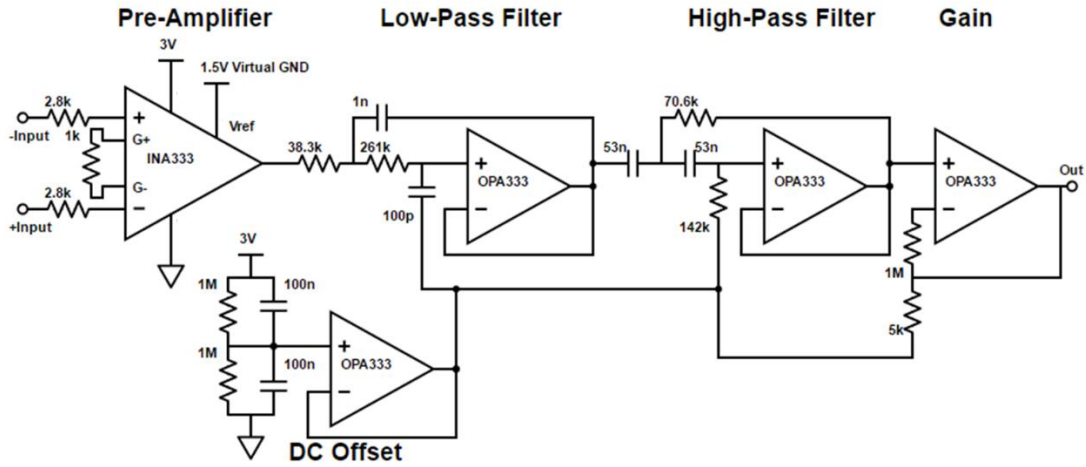 Pre-Amplifier
Low-Pass Filter
High-Pass Filter
Gain
3V
1.5V Virtual GND
2.8k
-Input
1k
+
G+
Vref
INA333
G-
2.8k
−
+Input
38.3k
1n
261k
+
OPA333
−
100p
53n
70.6k
53n
+
OPA333
−
142k
+
OPA333
−
Out
1M
5k
3V
1M
100n
1M
100n
+
OPA333
−
DC Offset